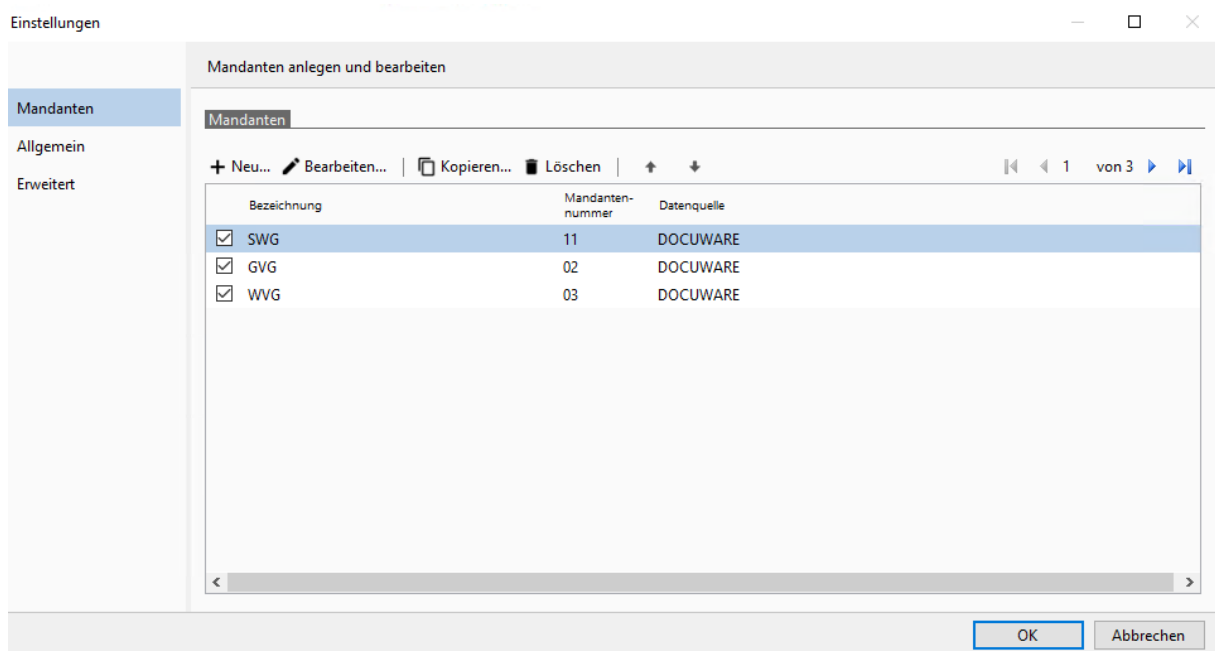 Einstellungen
Mandanten anlegen und bearbeiten
Mandanten
Allgemein
Erweitert
Mandanten
Neu... Bearbeiten... Kopieren... Löschen 1 von 3
Bezeichnung Mandanten-
nummer Datenquelle
SWG 11 DOCUWARE
GVG 02 DOCUWARE
WVG 03 DOCUWARE
OK Abbrechen